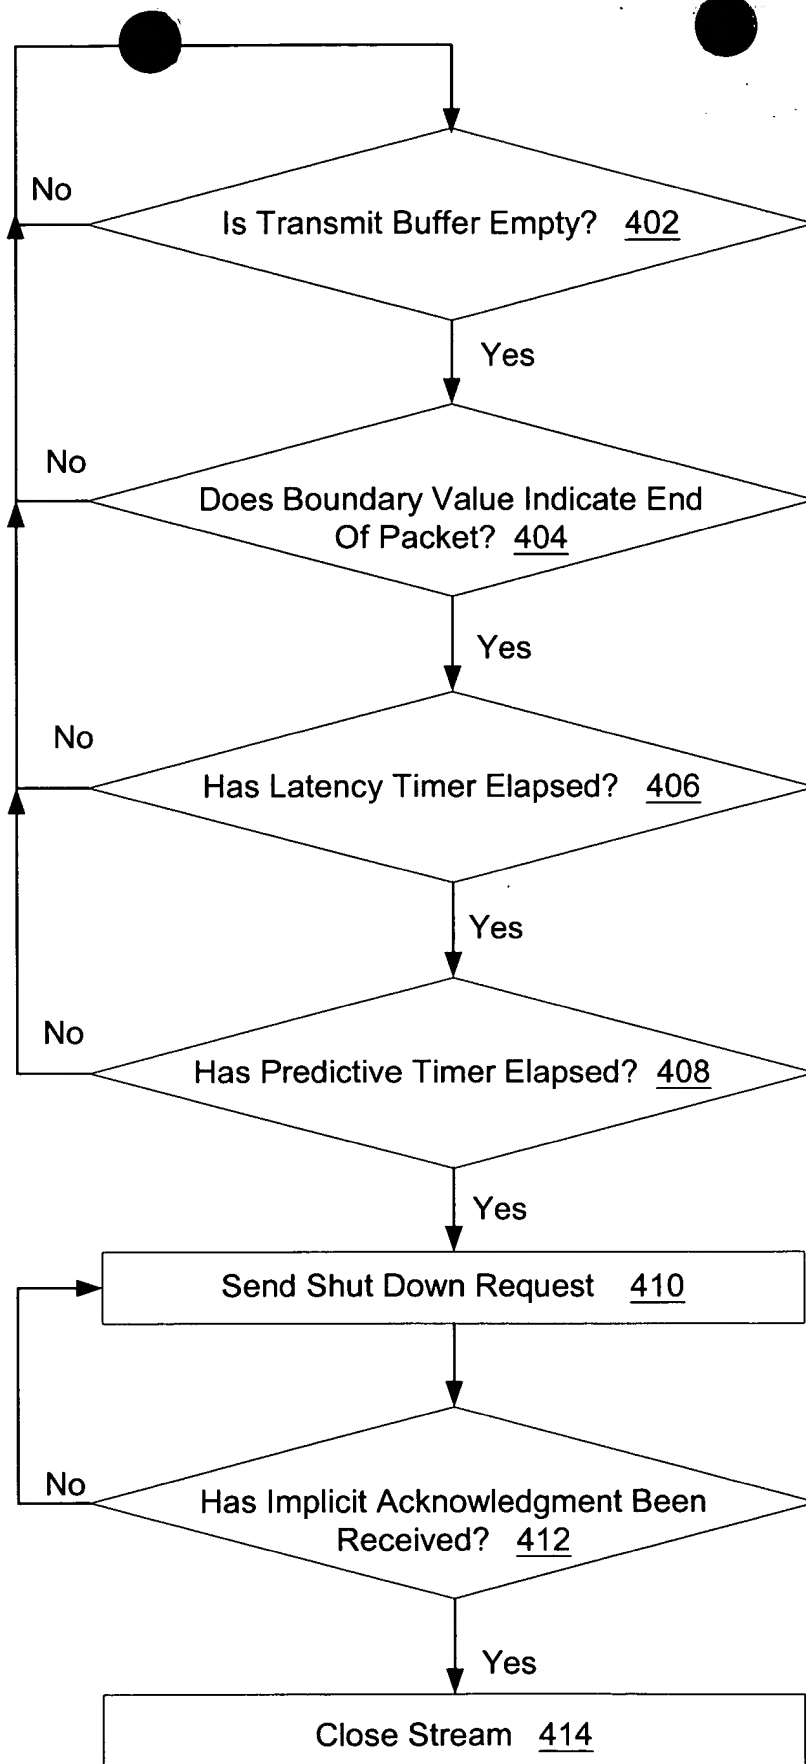 No
Is Transmit Buffer Empty? 402
Yes
No
Does Boundary Value Indicate End
Of Packet? 404
Yes
No
Has Latency Timer Elapsed? 406
Yes
No
Has Predictive Timer Elapsed? 408
Yes
Send Shut Down Request 410
No
Has Implicit Acknowledgment Been
Received? 412
Yes
Close Stream 414